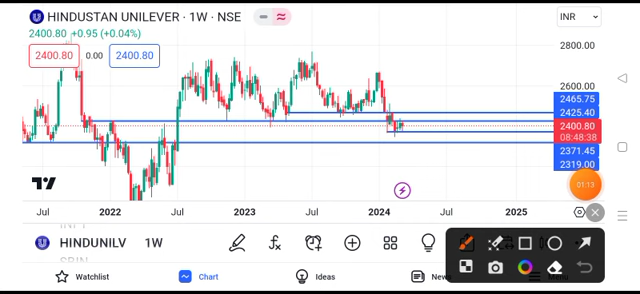 HINDUSTAN UNILEVER · 1W · NSE
INR
2400.80 +0.95 (+0.04%)
2400.80 0.00 2400.80
2800.00
2600.00
2465.75
2425.40
2400.80
08:48:38
2371.45
2319.00
01:13
Jul 2022 Jul 2023 Jul 2024 Jul 2025
HINDUNILV 1W
Watchlist Chart Ideas News